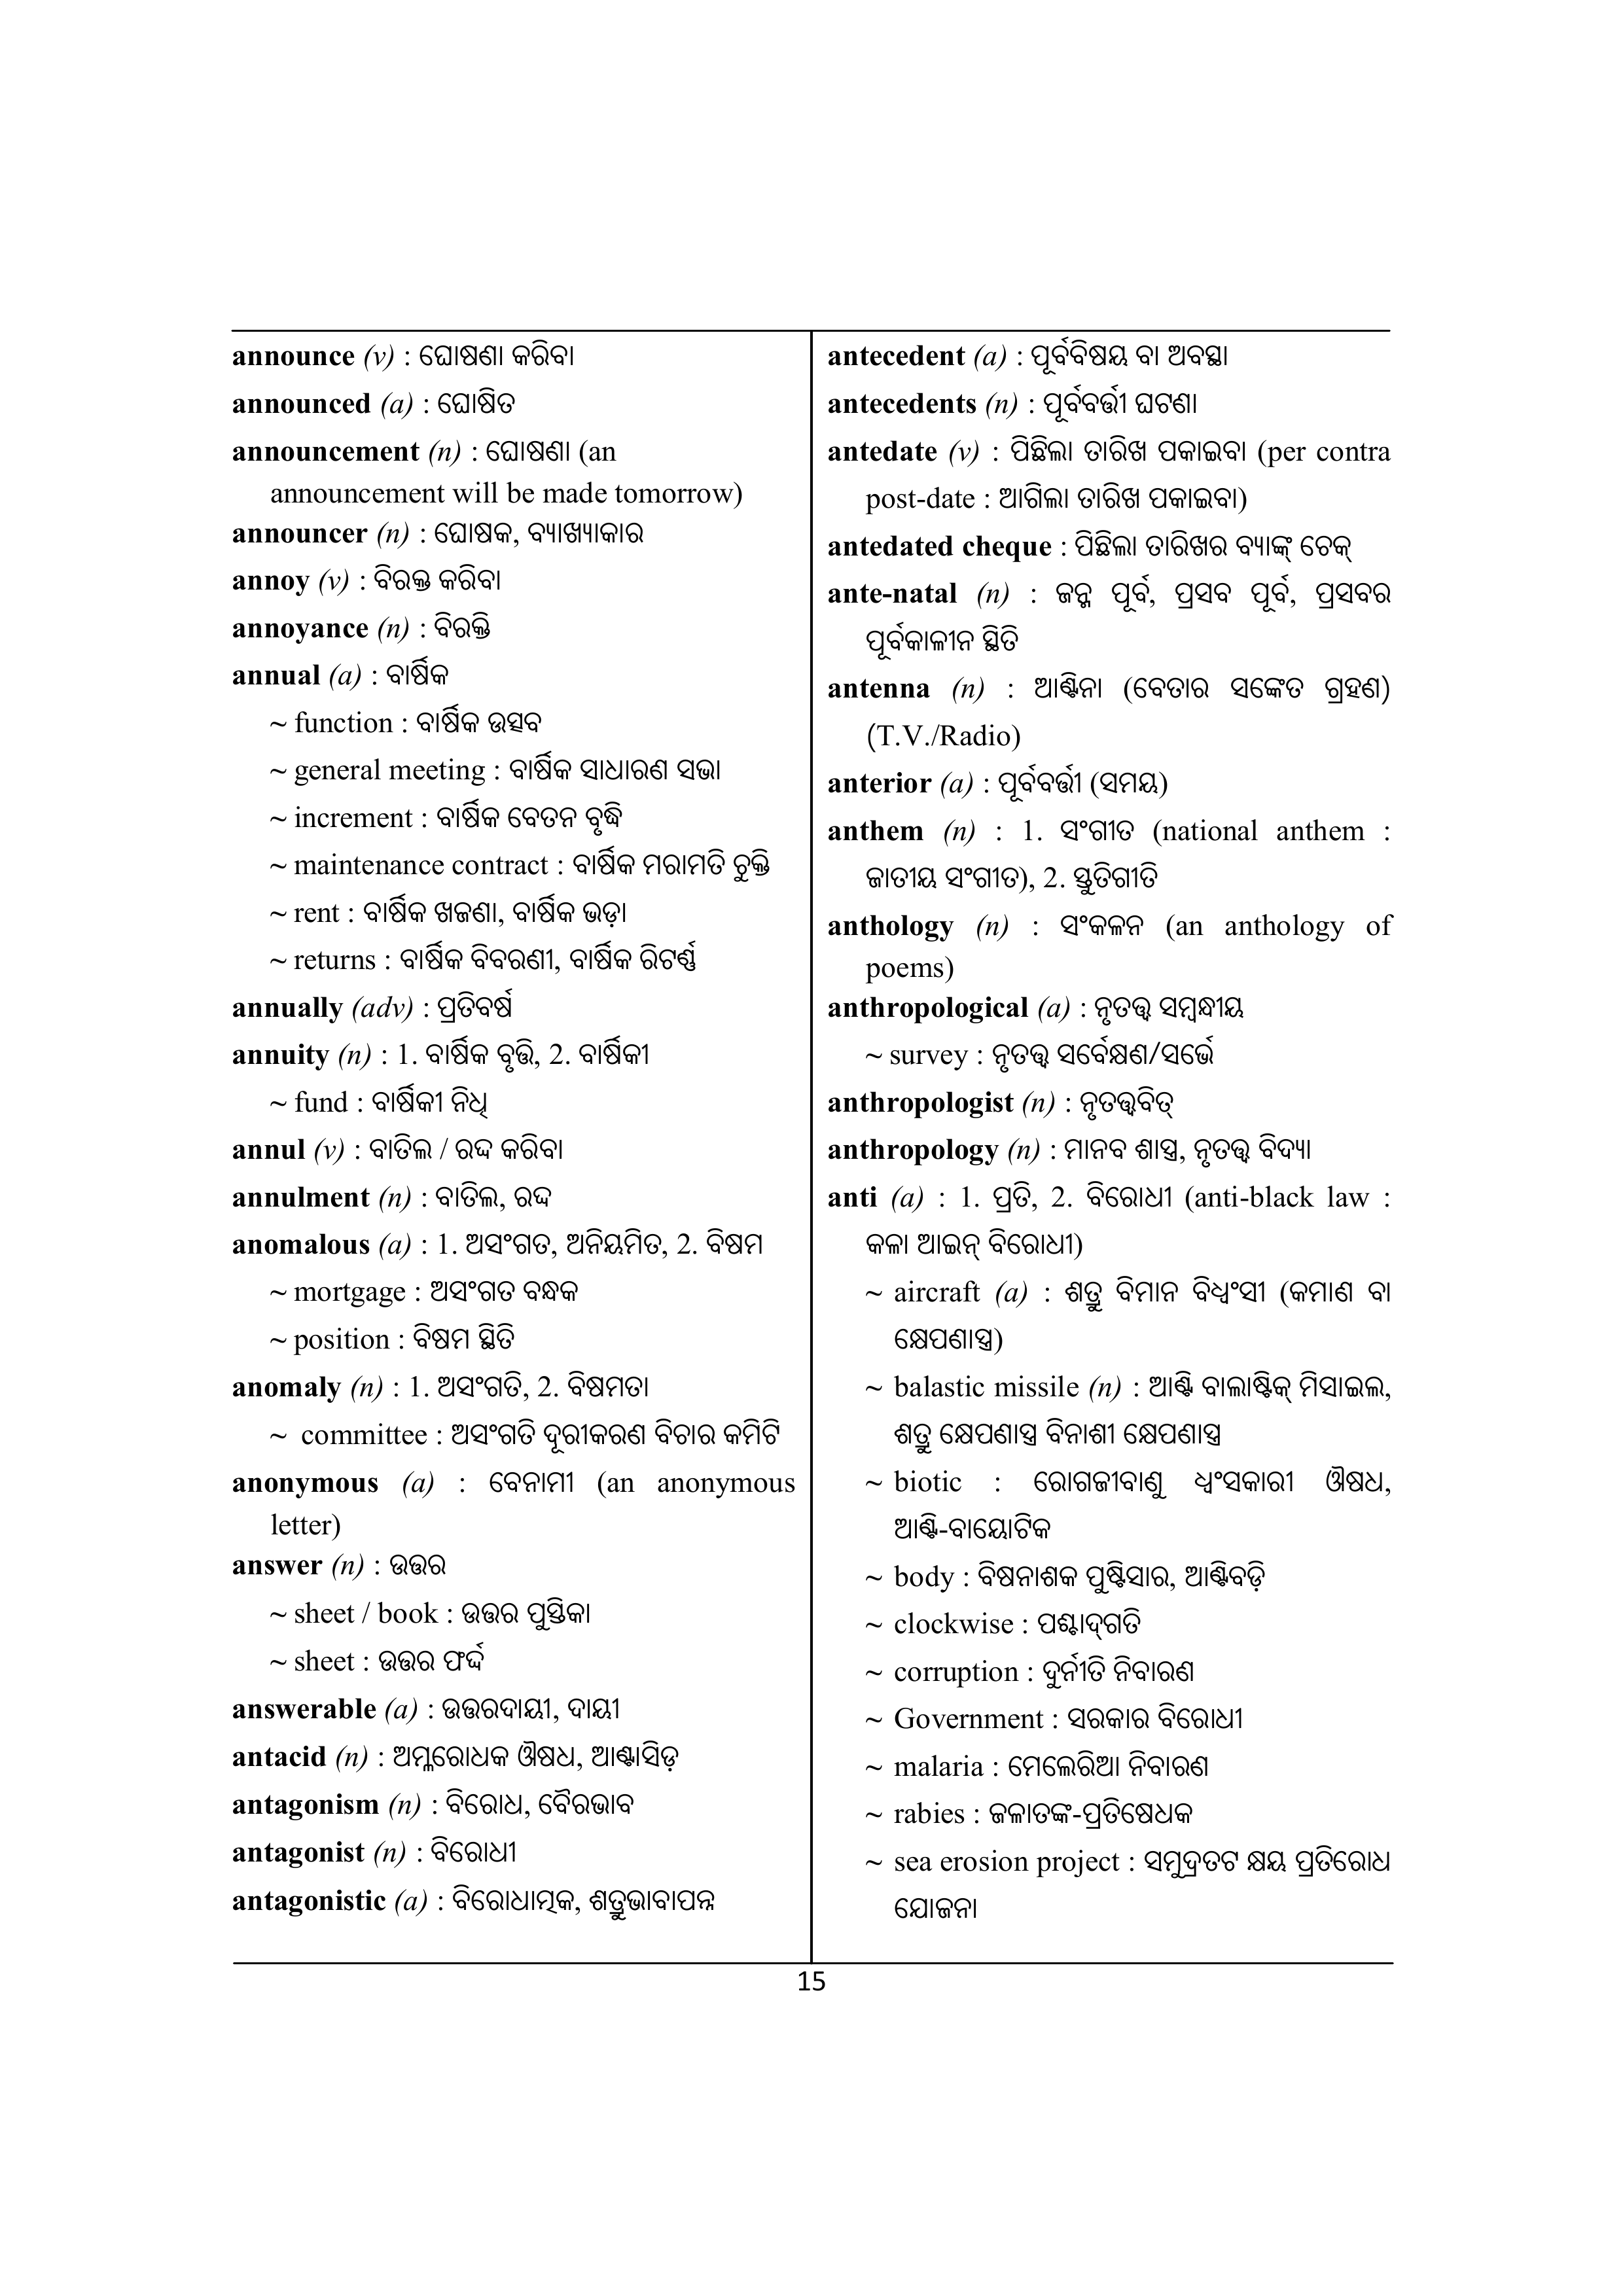 announce (v) : ଘୋଷଣା କରିବା
announced (a) : ଘୋଷିତ
announcement (n) : ଘୋଷଣା (an
announcement will be made tomorrow)
announcer (n) : ଘୋଷକ, ବ୍ୟାଖ୍ୟାକାର
annoy (v) : ବିରକ୍ତ କରିବା
annoyance (n) : ବିରକ୍ତି
annual (a) : ବାର୍ଷିକ
~ function : ବାର୍ଷିକ ଉତ୍ସବ
~ general meeting : ବାର୍ଷିକ ସାଧାରଣ ସଭା
~ increment : ବାର୍ଷିକ ବେତନ ବୃଦ୍ଧି
~ maintenance contract : ବାର୍ଷିକ ମରାମତି ଚୁକ୍ତି
~ rent : ବାର୍ଷିକ ଖଜଣା, ବାର୍ଷିକ ଭଡ଼ା
~ returns : ବାର୍ଷିକ ବିବରଣୀ, ବାର୍ଷିକ ରିଟର୍ଣ୍ଣ
annually (adv) : ପ୍ରତିବର୍ଷ
annuity (n) : 1. ବାର୍ଷିକ ବୃତ୍ତି, 2. ବାର୍ଷିକୀ
~ fund : ବାର୍ଷିକୀ ନିଧି
annul (v) : ବାତିଲ / ରଦ୍ଦ କରିବା
annulment (n) : ବାତିଲ, ରଦ୍ଦ
anomalous (a) : 1. ଅସଂଗତ, ଅନିୟମିତ, 2. ବିଷମ
~ mortgage : ଅସଂଗତ ବନ୍ଧକ
~ position : ବିଷମ ସ୍ଥିତି
anomaly (n) : 1. ଅସଂଗତି, 2. ବିଷମତା
~ committee : ଅସଂଗତି ଦୂରୀକରଣ ବିଚାର କମିଟି
anonymous (a) : ବେନାମୀ (an anonymous
letter)
answer (n) : ଉତ୍ତର
~ sheet / book : ଉତ୍ତର ପୁସ୍ତିକା
~ sheet : ଉତ୍ତର ଫର୍ଦ୍ଦ
answerable (a) : ଉତ୍ତରଦାୟୀ, ଦାୟୀ
antacid (n) : ଅମ୍ଳରୋଧକ ଔଷଧ, ଆଣ୍ଟାସିଡ଼
antagonism (n) : ବିରୋଧ, ବୈରଭାବ
antagonist (n) : ବିରୋଧୀ
antagonistic (a) : ବିରୋଧାତ୍ମକ, ଶତ୍ରୁଭାବାପନ୍ନ
antecedent (a) : ପୂର୍ବବିଷୟ ବା ଅବସ୍ଥା
antecedents (n) : ପୂର୍ବବର୍ତ୍ତୀ ଘଟଣା
antedate (v) : ପିଛିଲା ତାରିଖ ପକାଇବା (per contra
post-date : ଆଗିଲା ତାରିଖ ପକାଇବା)
antedated cheque : ପିଛିଲା ତାରିଖର ବ୍ୟାଙ୍କ୍ ଚେକ୍
ante-natal (n) : ଜନ୍ମ ପୂର୍ବ, ପ୍ରସବ ପୂର୍ବ, ପ୍ରସବର
ପୂର୍ବକାଳୀନ ସ୍ଥିତି
antenna (n) : ଆଣ୍ଟିନା (ବେତାର ସଙ୍କେତ ଗ୍ରହଣ)
(T.V./Radio)
anterior (a) : ପୂର୍ବବର୍ତ୍ତୀ (ସମୟ)
anthem (n) : 1. ସଂଗୀତ (national anthem :
ଜାତୀୟ ସଂଗୀତ), 2. ସ୍ତୁତିଗୀତି
anthology (n) : ସଂକଳନ (an anthology of
poems)
anthropological (a) : ନୃତତ୍ତ୍ୱ ସମ୍ବନ୍ଧୀୟ
~ survey : ନୃତତ୍ତ୍ୱ ସର୍ବେକ୍ଷଣ/ସର୍ଭେ
anthropologist (n) : ନୃତତ୍ତ୍ୱବିତ୍
anthropology (n) : ମାନବ ଶାସ୍ତ୍ର, ନୃତତ୍ତ୍ୱ ବିଦ୍ୟା
anti (a) : 1. ପ୍ରତି, 2. ବିରୋଧୀ (anti-black law :
କଳା ଆଇନ୍ ବିରୋଧୀ)
~ aircraft (a) : ଶତ୍ରୁ ବିମାନ ବିଧ୍ୱଂସୀ (କମାଣ ବା
କ୍ଷେପଣାସ୍ତ୍ର)
~ balastic missile (n) : ଆଣ୍ଟି ବାଲାଷ୍ଟିକ୍ ମିସାଇଲ,
ଶତ୍ରୁ କ୍ଷେପଣାସ୍ତ୍ର ବିନାଶୀ କ୍ଷେପଣାସ୍ତ୍ର
~ biotic : ରୋଗଜୀବାଣୁ ଧ୍ୱଂସକାରୀ ଔଷଧ,
ଆଣ୍ଟି-ବାୟୋଟିକ
~ body : ବିଷନାଶକ ପୁଷ୍ଟିସାର, ଆଣ୍ଟିବଡ଼ି
~ clockwise : ପଶ୍ଚାଦ୍‌ଗତି
~ corruption : ଦୁର୍ନୀତି ନିବାରଣ
~ Government : ସରକାର ବିରୋଧୀ
~ malaria : ମେଲେରିଆ ନିବାରଣ
~ rabies : ଜଳାତଙ୍କ-ପ୍ରତିଷେଧକ
~ sea erosion project : ସମୁଦ୍ରତଟ କ୍ଷୟ ପ୍ରତିରୋଧ
ଯୋଜନା
15